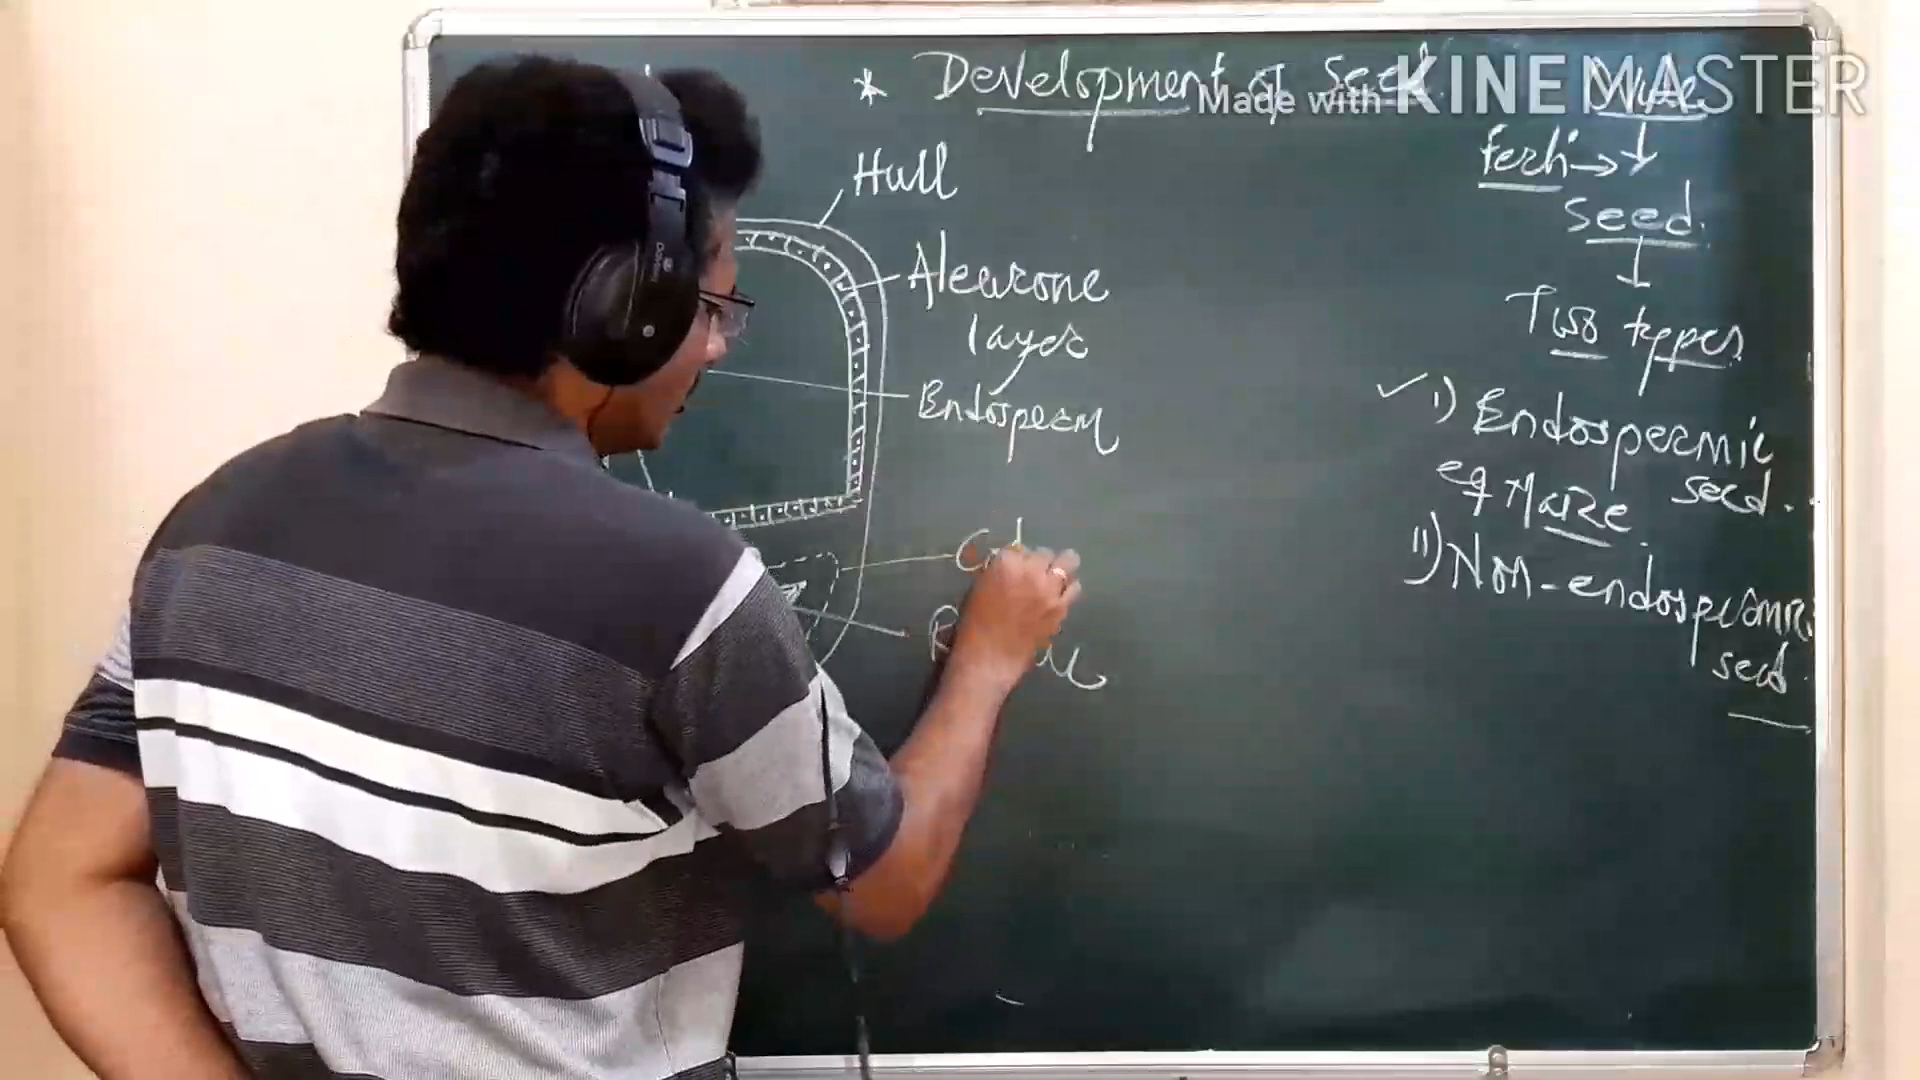 * Development of Seed
Made with KINEMASTER
Hull
Aleurone
layer
Endosperm
Ovule
Ferti
Seed.
Two types
i) Endospermic
seed.
eg Maize.
ii) Non-endospermic
seed.